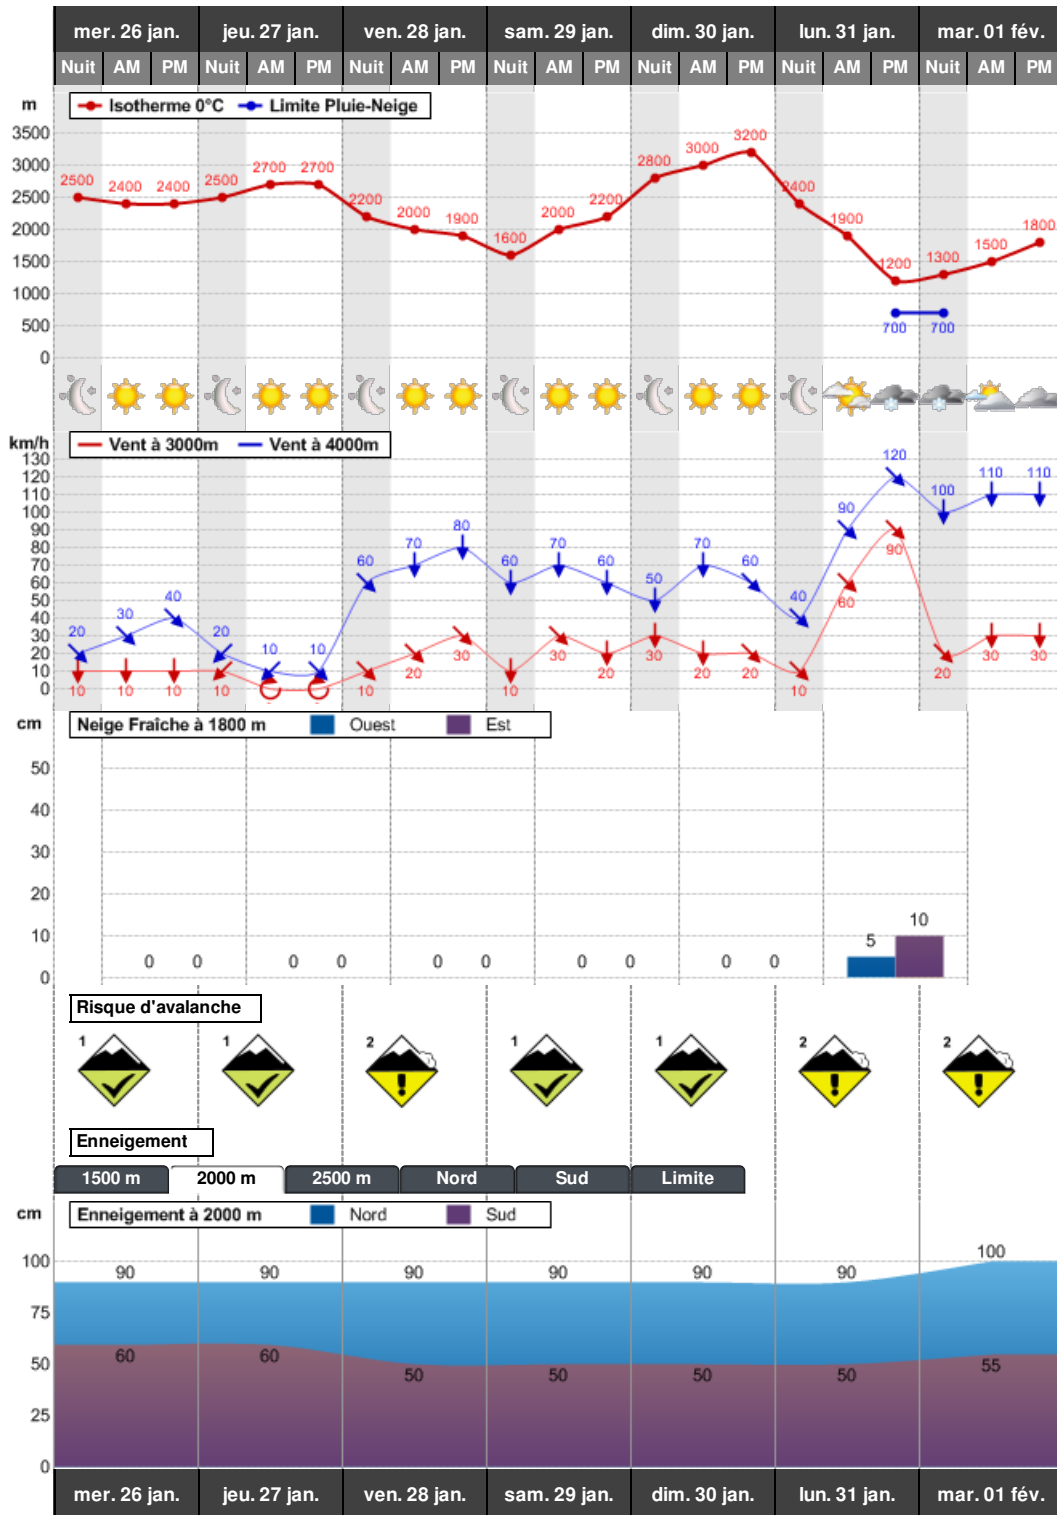 mer. 26 jan. jeu. 27 jan. ven. 28 jan. sam. 29 jan. dim. 30 jan. lun. 31 jan. mar. 01 fév.
Nuit AM PM Nuit AM PM Nuit AM PM Nuit AM PM Nuit AM PM Nuit AM PM Nuit AM PM
m Isotherme 0°C Limite Pluie-Neige
3500
3200
3000 3000
2800
2700 2700
2500 2500 2400 2400 2500
2400
2200 2200
2000 2000 2000
1900 1900
1800
1600
1500 1500
1300
1200
1000
700 700
500
0
km/h Vent à 3000m Vent à 4000m
130
120 120
110 110 110
100 100
90 90
90
80 80
70 70 70 70
60 60 60 60 60
60
50 50
40 40 40
30 30
30 30 30 30 30
20 20 20
20 20 20 20 20
10 10 10
10 10 10 10 10 10 10
0
cm Neige Fraîche à 1800 m Ouest Est
50
40
30
20
10 10
5
0 0 0 0 0 0 0 0 0 0 0
Risque d'avalanche
1 1 2 1 1 2 2
Enneigement
1500 m 2000 m 2500 m Nord Sud Limite
cm Enneigement à 2000 m Nord Sud
100 100
90 90 90 90 90 90
75
60 60
50 50 50 50 50 55
25
0
mer. 26 jan. jeu. 27 jan. ven. 28 jan. sam. 29 jan. dim. 30 jan. lun. 31 jan. mar. 01 fév.